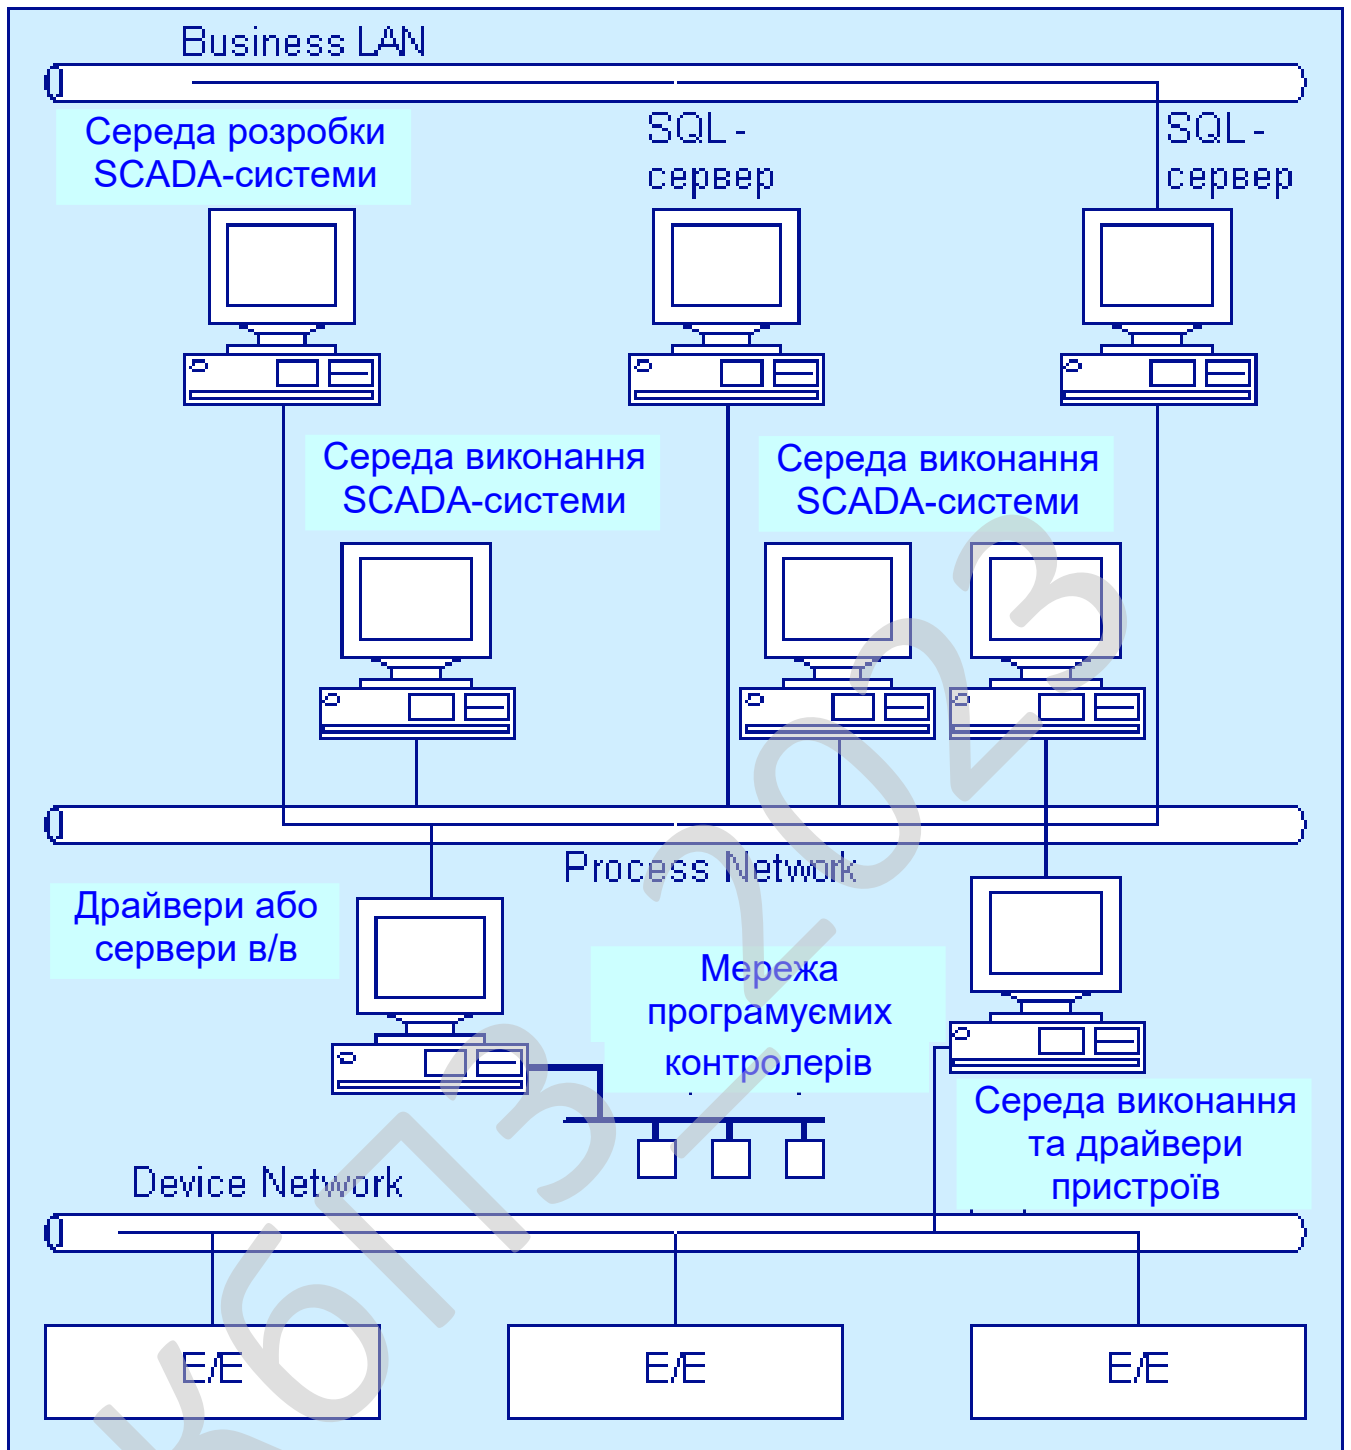 Business LAN
Середа розробки
SCADA-системи
SQL-
сервер
SQL-
сервер
Середа виконання
SCADA-системи
Середа виконання
SCADA-системи
Process Network
Драйвери або
сервери в/в
Мережа
програмуємих
контролерів
Середа виконання
та драйвери
пристроїв
Device Network
E/E
E/E
E/E
КбПЗ_2023